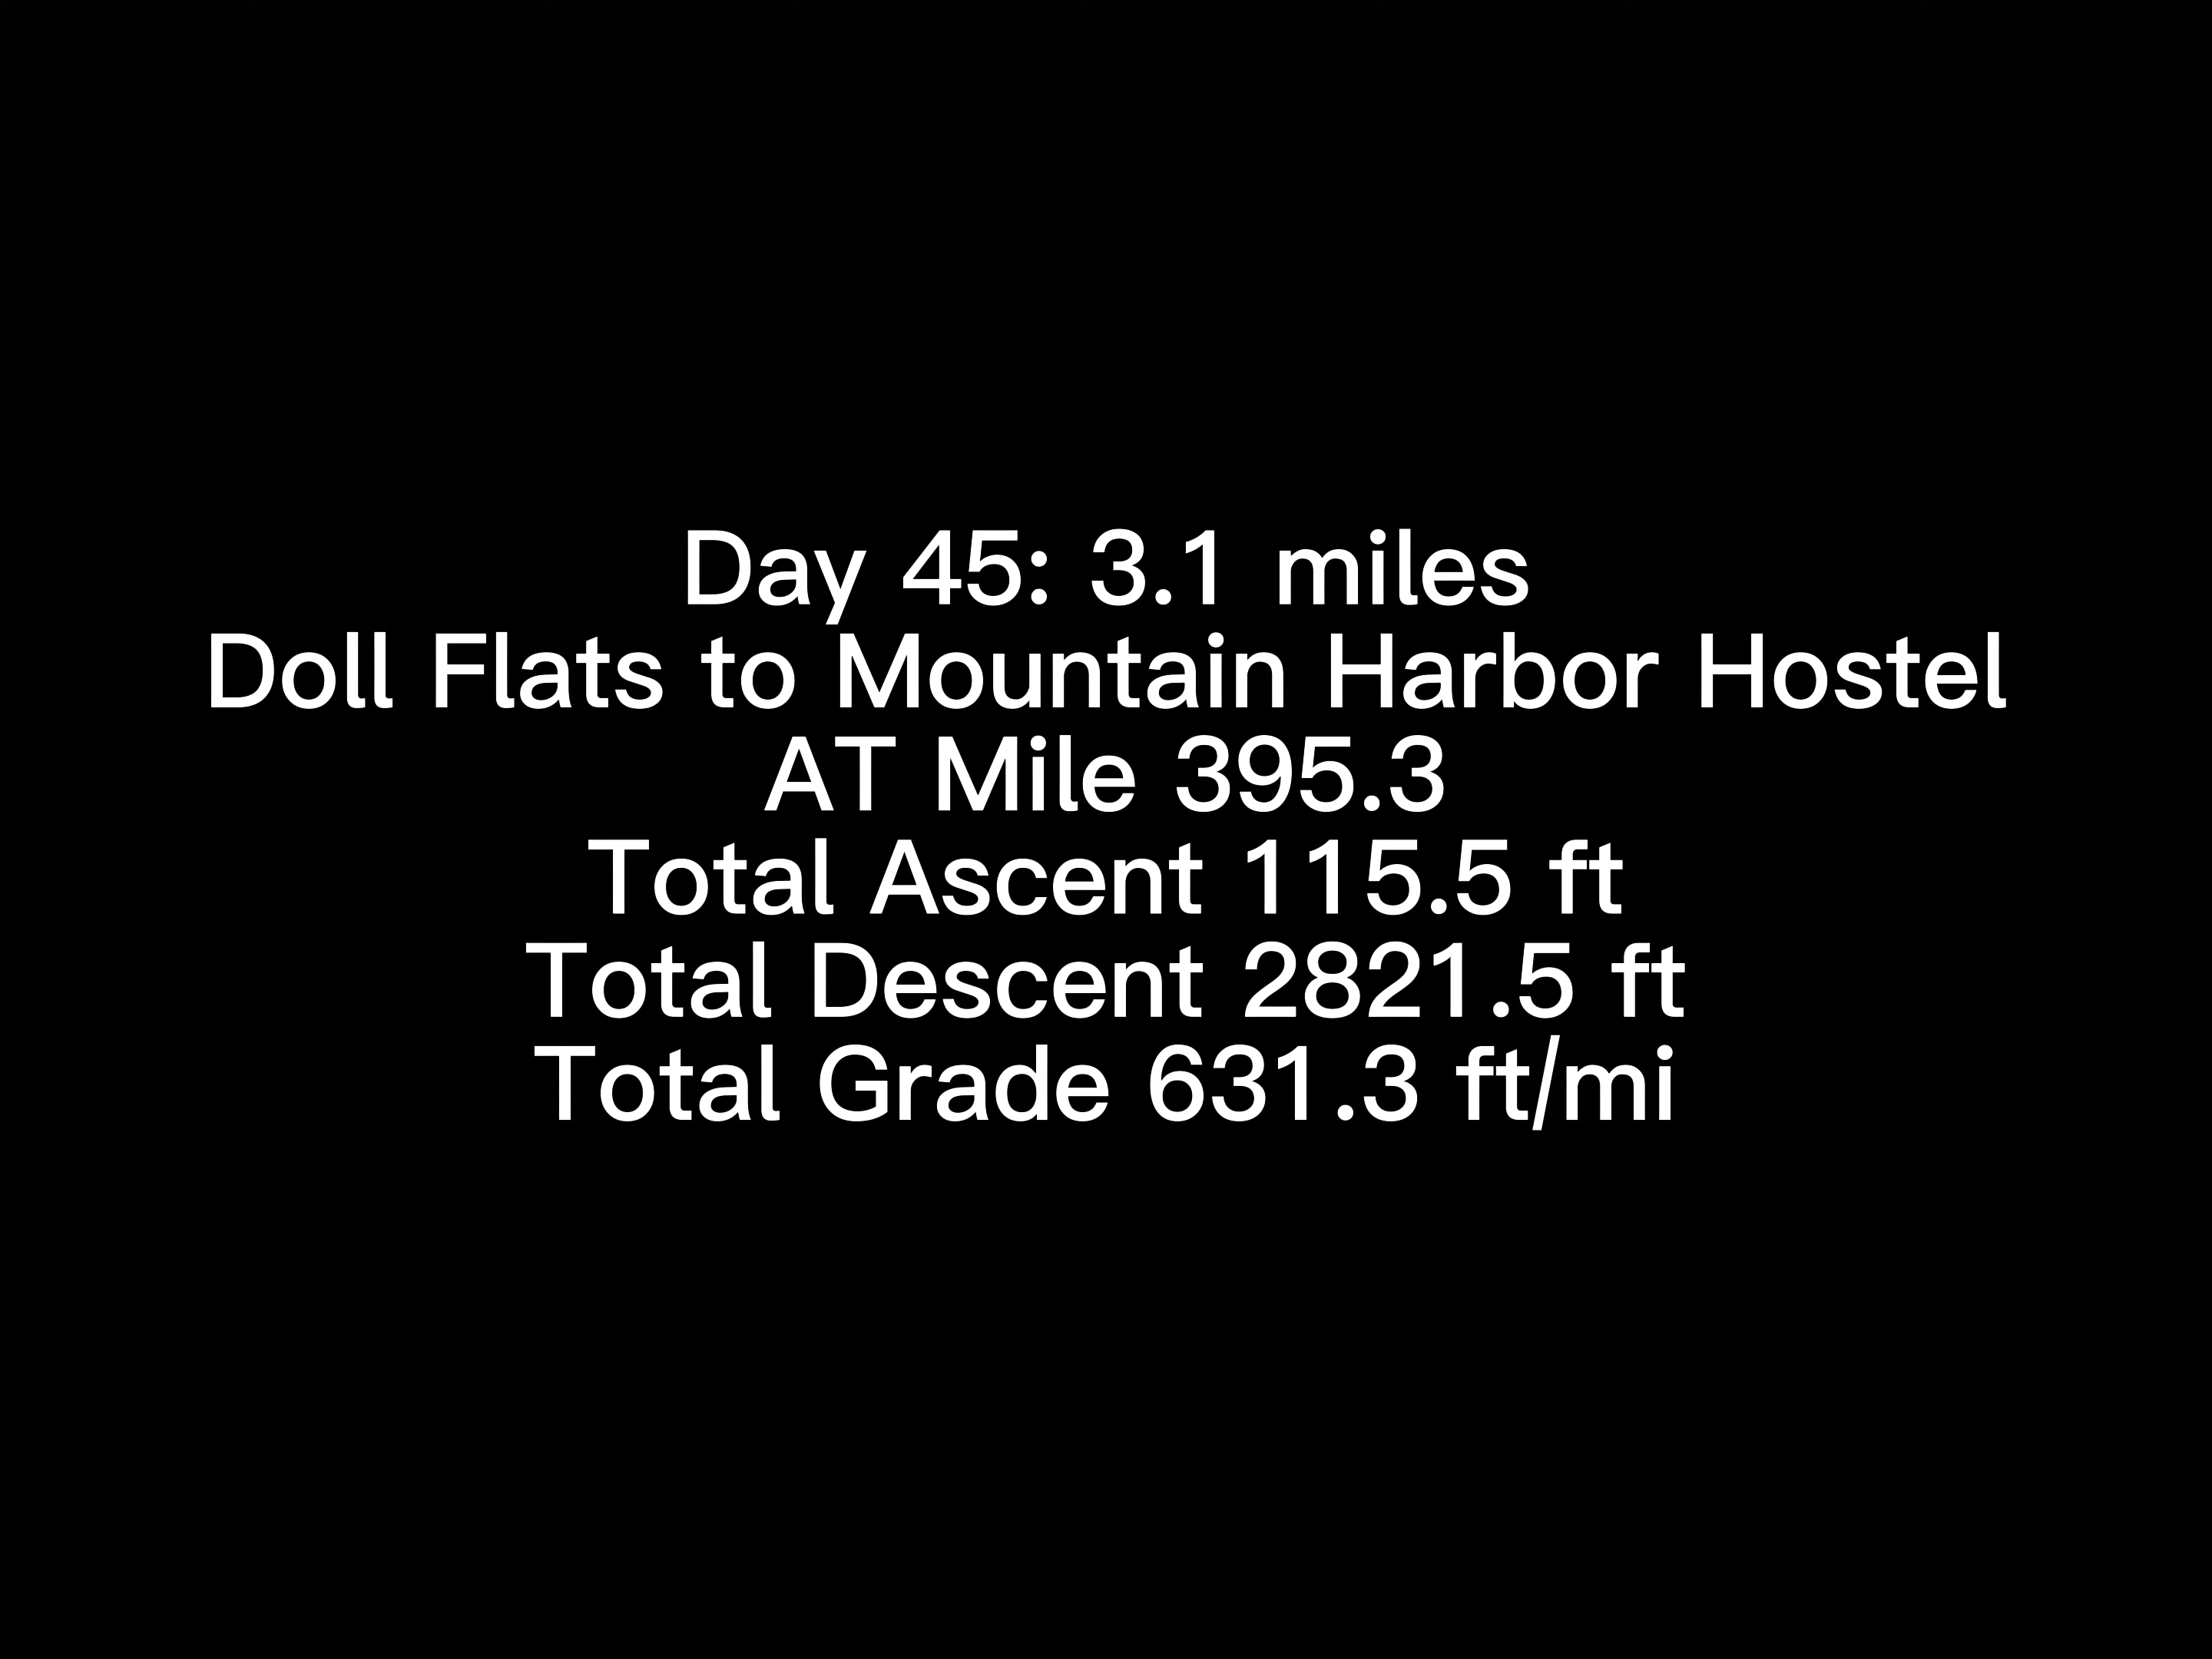 Day 45: 3.1 miles
Doll Flats to Mountain Harbor Hostel
AT Mile 395.3
Total Ascent 115.5 ft
Total Descent 2821.5 ft
Total Grade 631.3 ft/mi